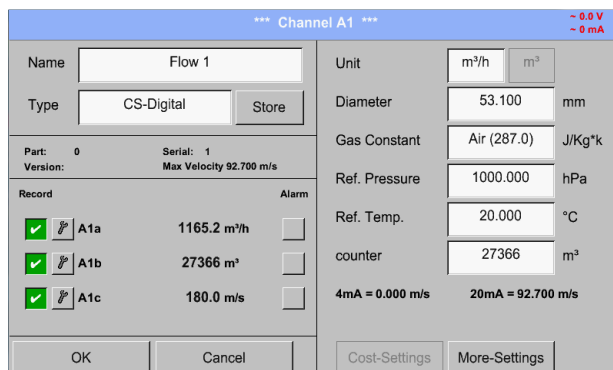 *** Channel A1 ***
~ 0.0 V
~ 0 mA
Name Flow 1
Type CS-Digital Store
Part: 0 Serial: 1
Version: Max Velocity 92.700 m/s
Record Alarm
A1a 1165.2 m³/h
A1b 27366 m³
A1c 180.0 m/s
OK Cancel
Unit m³/h m³
Diameter 53.100 mm
Gas Constant Air (287.0) J/Kg*k
Ref. Pressure 1000.000 hPa
Ref. Temp. 20.000 °C
counter 27366 m³
4mA = 0.000 m/s 20mA = 92.700 m/s
Cost-Settings More-Settings